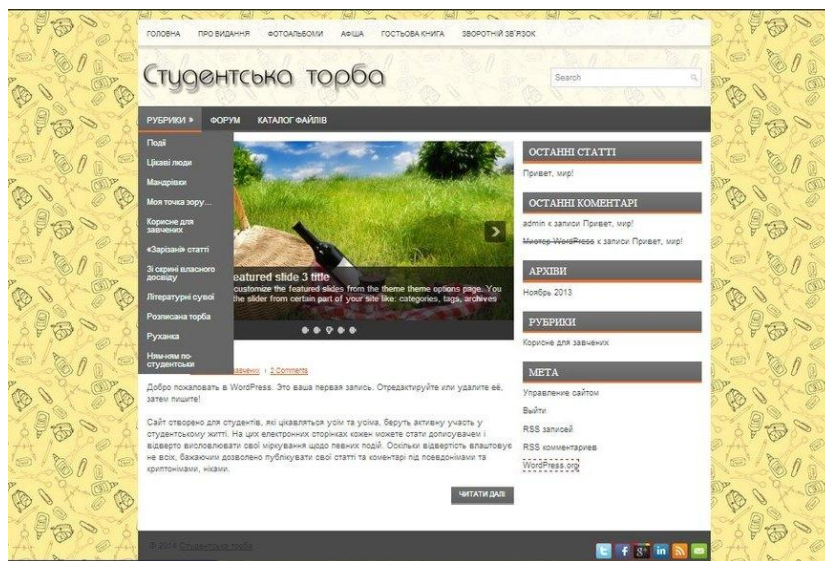 ГОЛОВНА ПРО ВИДАННЯ ФОТОАЛЬБОМИ АФІША ГОСТЬОВА КНИГА ЗВОРОТНІЙ ЗВ'ЯЗОК
Студентська торба
Search
РУБРИКИ » ФОРУМ КАТАЛОГ ФАЙЛІВ
Події
Цікаві люди
Мандрівки
Моя точка зору...
Корисне для
завчених
«Зарізані» статті
Зі скрині власного
досвіду
Літературні сувої
Розписана торба
Руханка
Ням-ням по-
студентськи
eatured slide 3 title
customize the featured slides from the theme theme options page. You
the slider from certain part of your site like: categories, tags, archives
завчених | 2 Comments
Добро пожаловать в WordPress. Это ваша первая запись. Отредактируйте или удалите её,
затем пишите!
Сайт створено для студентів, які цікавляться усім та усіма, беруть активну участь у
студентському житті. На цих електронних сторінках кожен можете стати дописувачем і
відверто висловлювати свої міркування щодо певних подій. Оскільки відвертість влаштовує
не всіх, бажаючим дозволено публікувати свої статті та коментарі під псевдонімами та
криптонімами, ніками.
ЧИТАТИ ДАЛІ
ОСТАННІ СТАТТІ
Привет, мир!
ОСТАННІ КОМЕНТАРІ
admin к записи Привет, мир!
Мистер WordPress к записи Привет, мир!
АРХІВИ
Ноябрь 2013
РУБРИКИ
Корисне для завчених
МЕТА
Управление сайтом
Выйти
RSS записей
RSS комментариев
WordPress.org
© 2014 Студентська торба